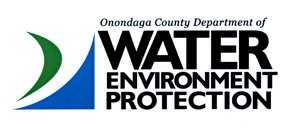 Onondaga County Department of
WATER
ENVIRONMENT
PROTECTION